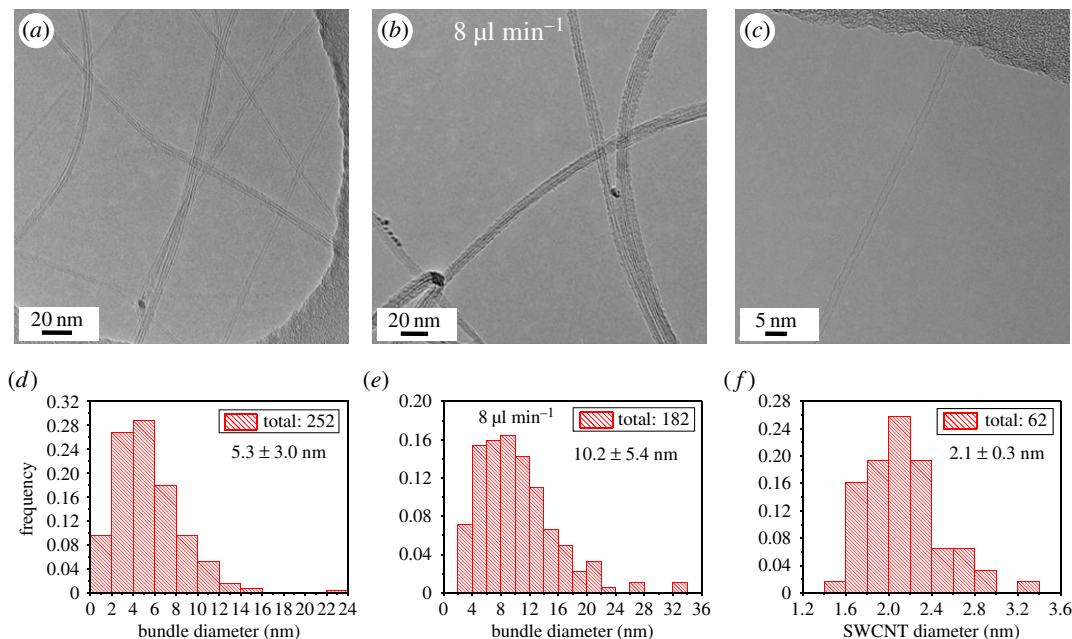 (a)
(b)
8 µl min–1
(c)
20 nm
20 nm
5 nm
(d)
(e)
(f)
0.32
0.28
0.24
0.20
0.16
0.12
0.08
0.04
0
frequency
total: 252
5.3 ± 3.0 nm
0 2 4 6 8 10 12 14 16 22 24
bundle diameter (nm)
0.20
0.16
0.12
0.08
0.04
0
8 µl min–1
total: 182
10.2 ± 5.4 nm
0 4 8 12 16 20 24 28 32 36
bundle diameter (nm)
0.28
0.24
0.20
0.16
0.12
0.08
0.04
0
total: 62
2.1 ± 0.3 nm
1.2 1.6 2.0 2.4 2.8 3.2 3.6
SWCNT diameter (nm)